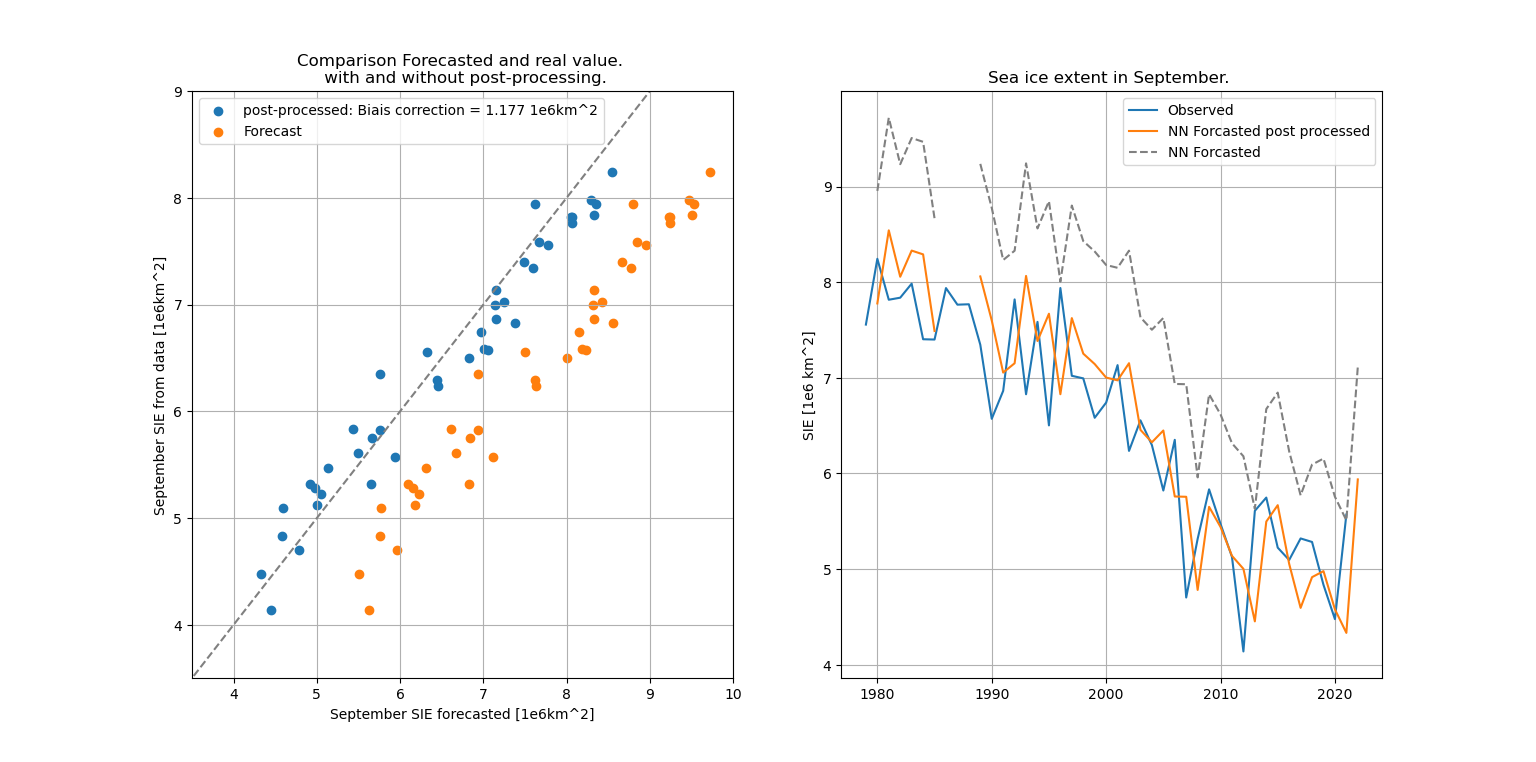 Comparison Forecasted and real value.
with and without post-processing.
post-processed: Biais correction = 1.177 1e6km^2
Forecast
9
8
7
6
5
4
September SIE from data [1e6km^2]
4 5 6 7 8 9 10
September SIE forecasted [1e6km^2]
Sea ice extent in September.
Observed
NN Forcasted post processed
NN Forcasted
9
8
7
6
5
4
SIE [1e6 km^2]
1980 1990 2000 2010 2020